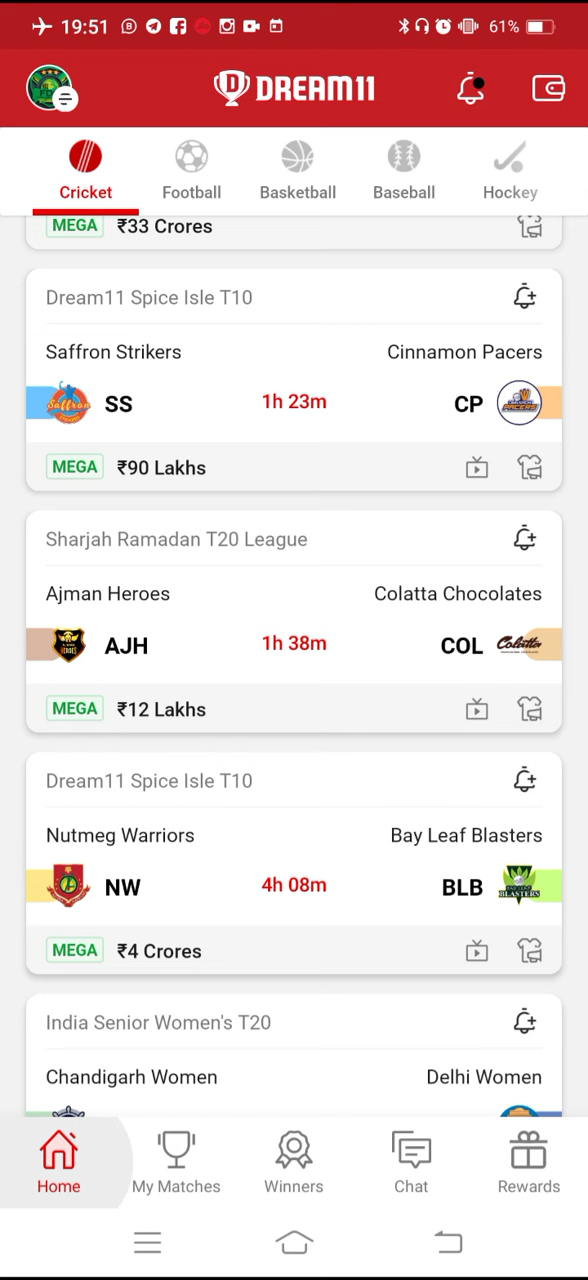 19:51
61%
DREAM11
Cricket
Football
Basketball
Baseball
Hockey
MEGA ₹33 Crores
Dream11 Spice Isle T10
Saffron Strikers
Cinnamon Pacers
SS
1h 23m
CP
MEGA ₹90 Lakhs
Sharjah Ramadan T20 League
Ajman Heroes
Colatta Chocolates
AJH
1h 38m
COL
Colatta
MEGA ₹12 Lakhs
Dream11 Spice Isle T10
Nutmeg Warriors
Bay Leaf Blasters
NW
4h 08m
BLB
BLASTERS
MEGA ₹4 Crores
India Senior Women's T20
Chandigarh Women
Delhi Women
Home
My Matches
Winners
Chat
Rewards